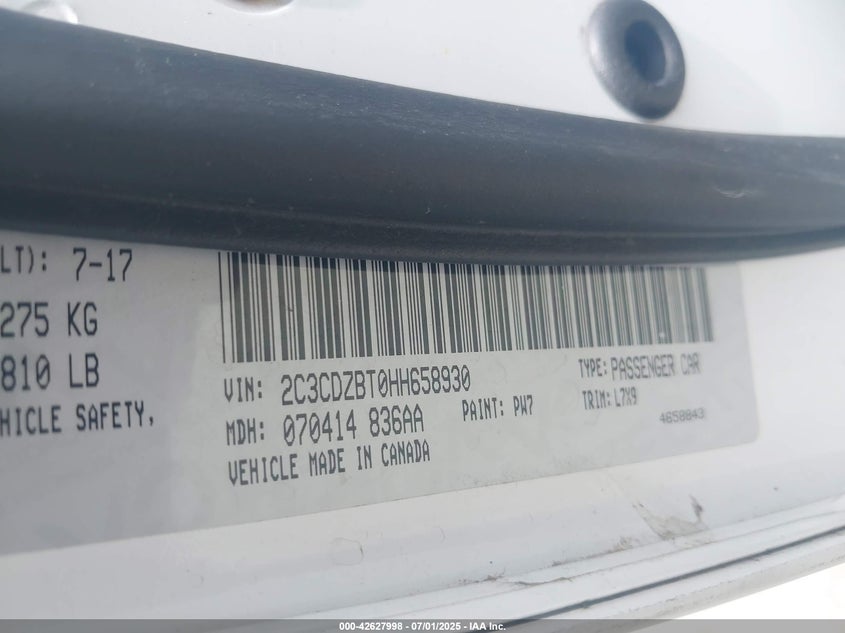 LT): 7-17
275 KG
810 LB
HICLE SAFETY,
VIN: 2C3CDZBT0HH658930
TYPE: PASSENGER CAR
MDH: 070414 836AA
PAINT: PW7
TRIM: L7X9
VEHICLE MADE IN CANADA
4658843
000-42627998 - 07/01/2025 - IAA Inc.